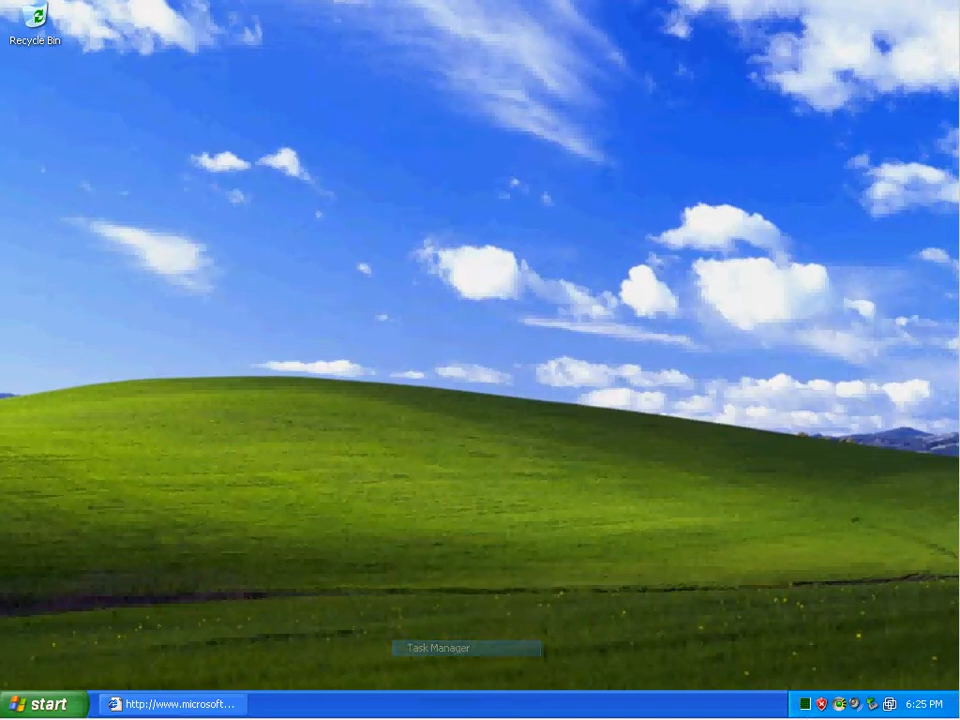 Recycle Bin
Task Manager
start
http://www.microsoft...
6:25 PM